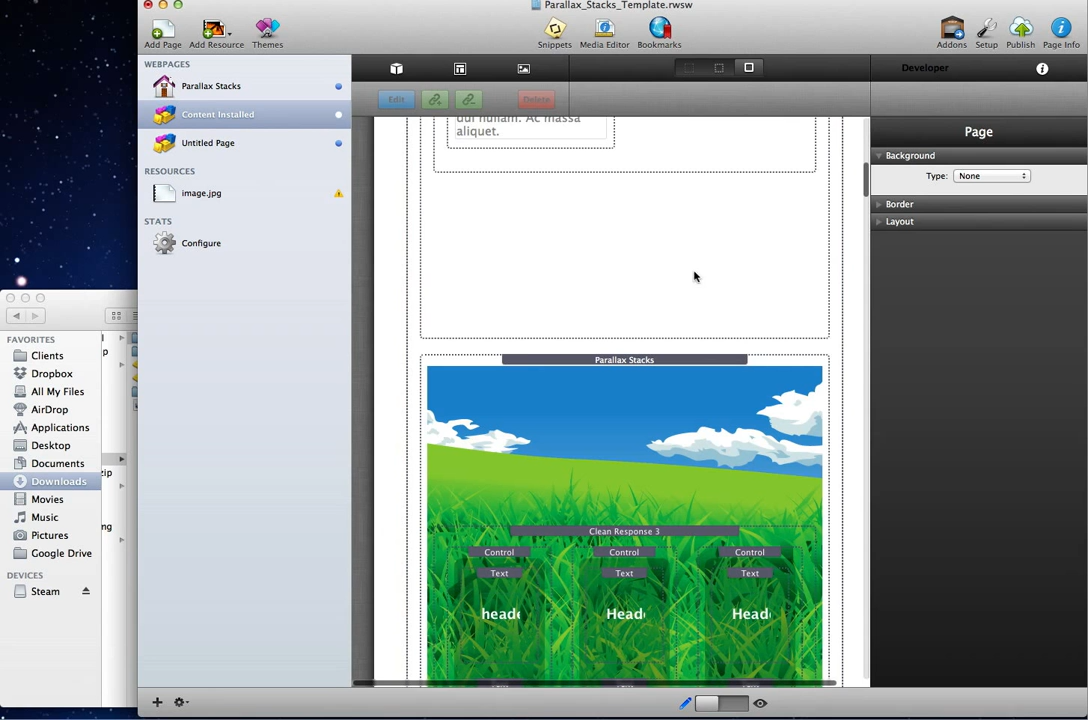 Parallax_Stacks_Template.rwsw
Add Page
Add Resource
Themes
Snippets
Media Editor
Bookmarks
Addons
Setup
Publish
Page Info
WEBPAGES
Parallax Stacks
Content Installed
Untitled Page
RESOURCES
image.jpg
STATS
Configure
Edit
Delete
Developer
dui nullam. Ac massa
aliquet.
Parallax Stacks
Clean Response 3
Control
Control
Control
Text
Text
Text
Page
Background
Type: None
Border
Layout
FAVORITES
Clients
Dropbox
All My Files
AirDrop
Applications
Desktop
Documents
Downloads
Movies
Music
Pictures
Google Drive
DEVICES
Steam
zip
ng